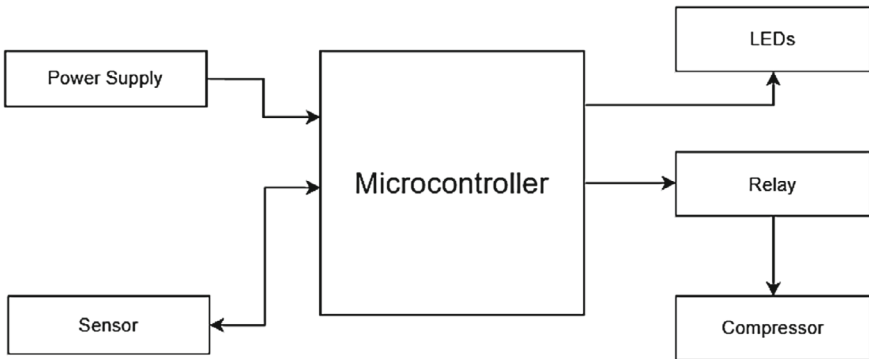 LEDs
Power Supply
Microcontroller
Relay
Sensor
Compressor